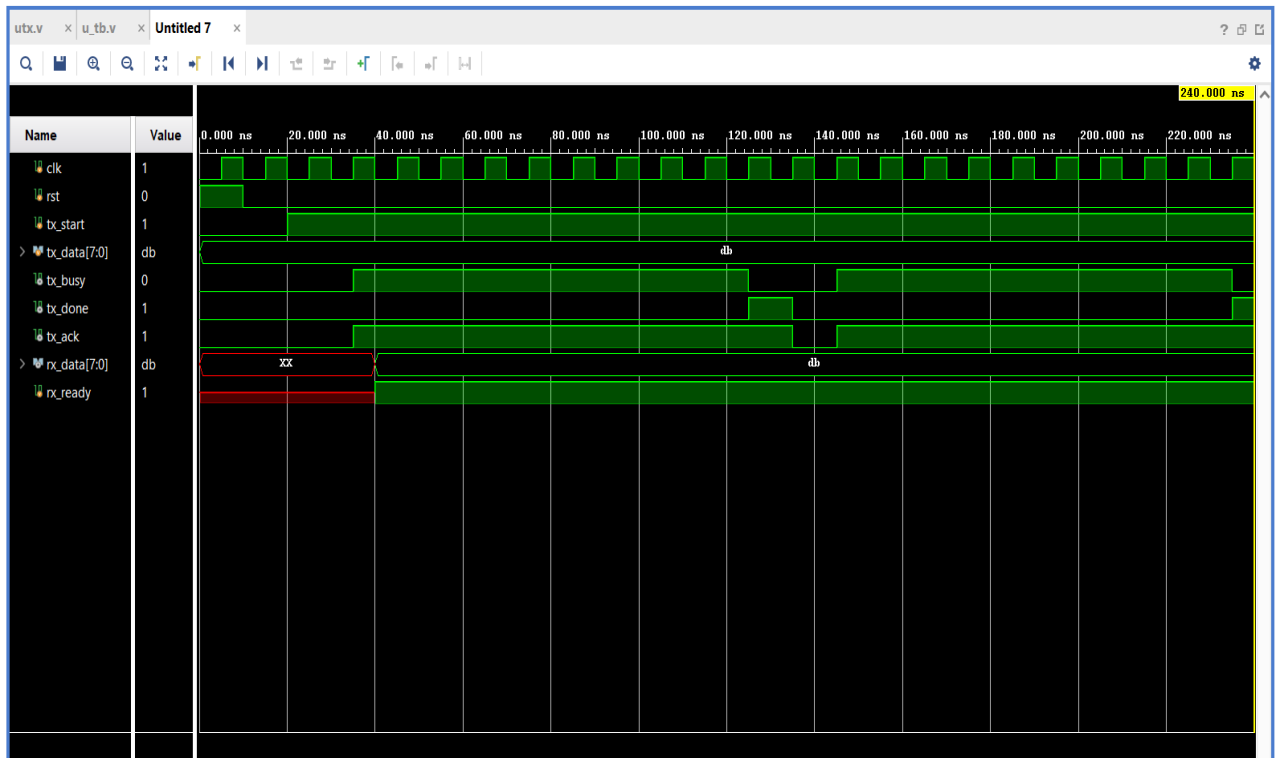 utx.v × u_tb.v × Untitled 7 × ?
240.000 ns
Name Value 0.000 ns 20.000 ns 40.000 ns 60.000 ns 80.000 ns 100.000 ns 120.000 ns 140.000 ns 160.000 ns 180.000 ns 200.000 ns 220.000 ns
clk 1
rst 0
tx_start 1
> tx_data[7:0] db db
tx_busy 0
tx_done 1
tx_ack 1
> rx_data[7:0] db XX db
rx_ready 1